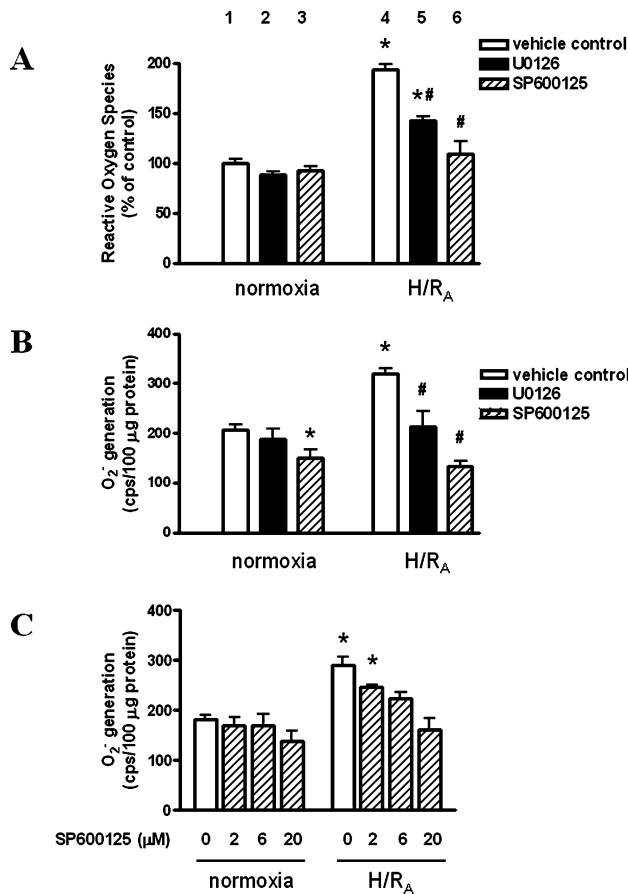 1 2 3 4 5 6
A
vehicle control
U0126
SP600125
Reactive Oxygen Species
(% of control)
200
150
100
50
0
*
*#
#
normoxia H/RA
B
vehicle control
U0126
SP600125
O2- generation
(cps/100 µg protein)
400
300
200
100
0
*
*
#
#
normoxia H/RA
C
O2- generation
(cps/100 µg protein)
400
300
200
100
0
* *
SP600125 (µM) 0 2 6 20 0 2 6 20
normoxia H/RA